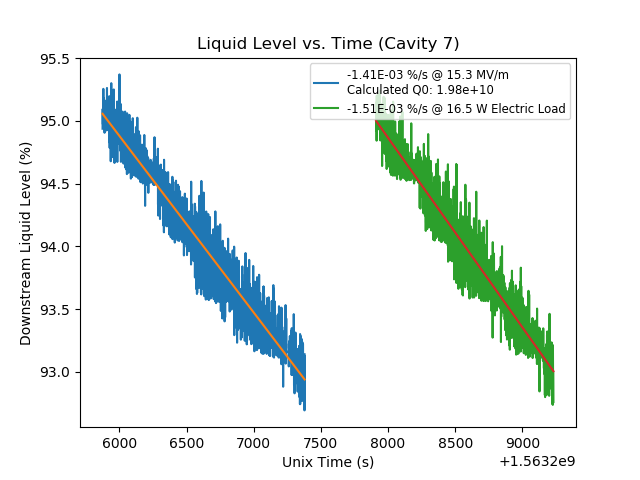 Liquid Level vs. Time (Cavity 7)
-1.41E-03 %/s @ 15.3 MV/m
Calculated Q0: 1.98e+10
-1.51E-03 %/s @ 16.5 W Electric Load
Downstream Liquid Level (%)
95.5
95.0
94.5
94.0
93.5
93.0
6000
6500
7000
7500
8000
8500
9000
Unix Time (s)
+1.5632e9